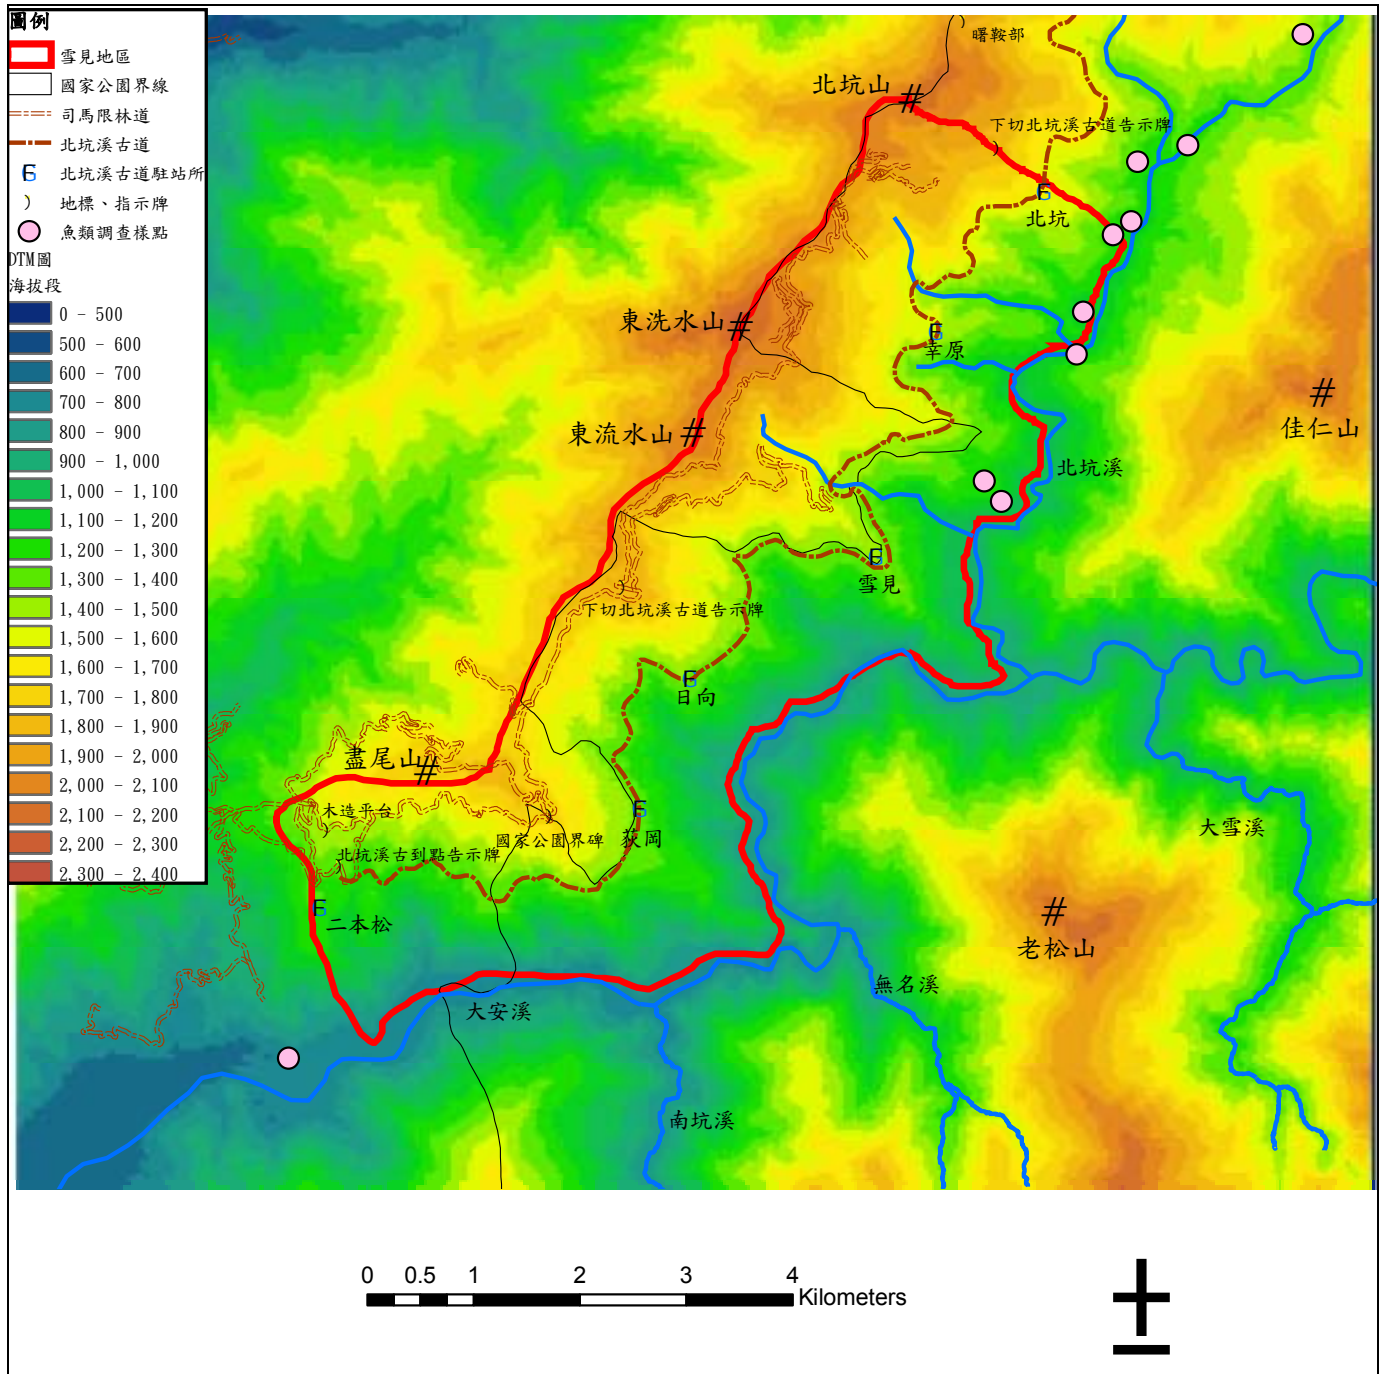 圖例
雪見地區
國家公園界線
司馬限林道
北坑溪古道
北坑溪古道駐站所
地標、指示牌
魚類調查樣點
DTM圖
海拔段
0 - 500
500 - 600
600 - 700
700 - 800
800 - 900
900 - 1,000
1,000 - 1,100
1,100 - 1,200
1,200 - 1,300
1,300 - 1,400
1,400 - 1,500
1,500 - 1,600
1,600 - 1,700
1,700 - 1,800
1,800 - 1,900
1,900 - 2,000
2,000 - 2,100
2,100 - 2,200
2,200 - 2,300
2,300 - 2,400
曙鞍部
北坑山
下切北坑溪古道告示牌
北坑
東洗水山
幸原
佳仁山
東流水山
北坑溪
雪見
下切北坑溪古道告示牌
日向
盡尾山
木造平台
國家公園界碑
荻岡
大雪溪
北坑溪古到點告示牌
二本松
老松山
無名溪
大安溪
南坑溪
0 0.5 1 2 3 4
Kilometers